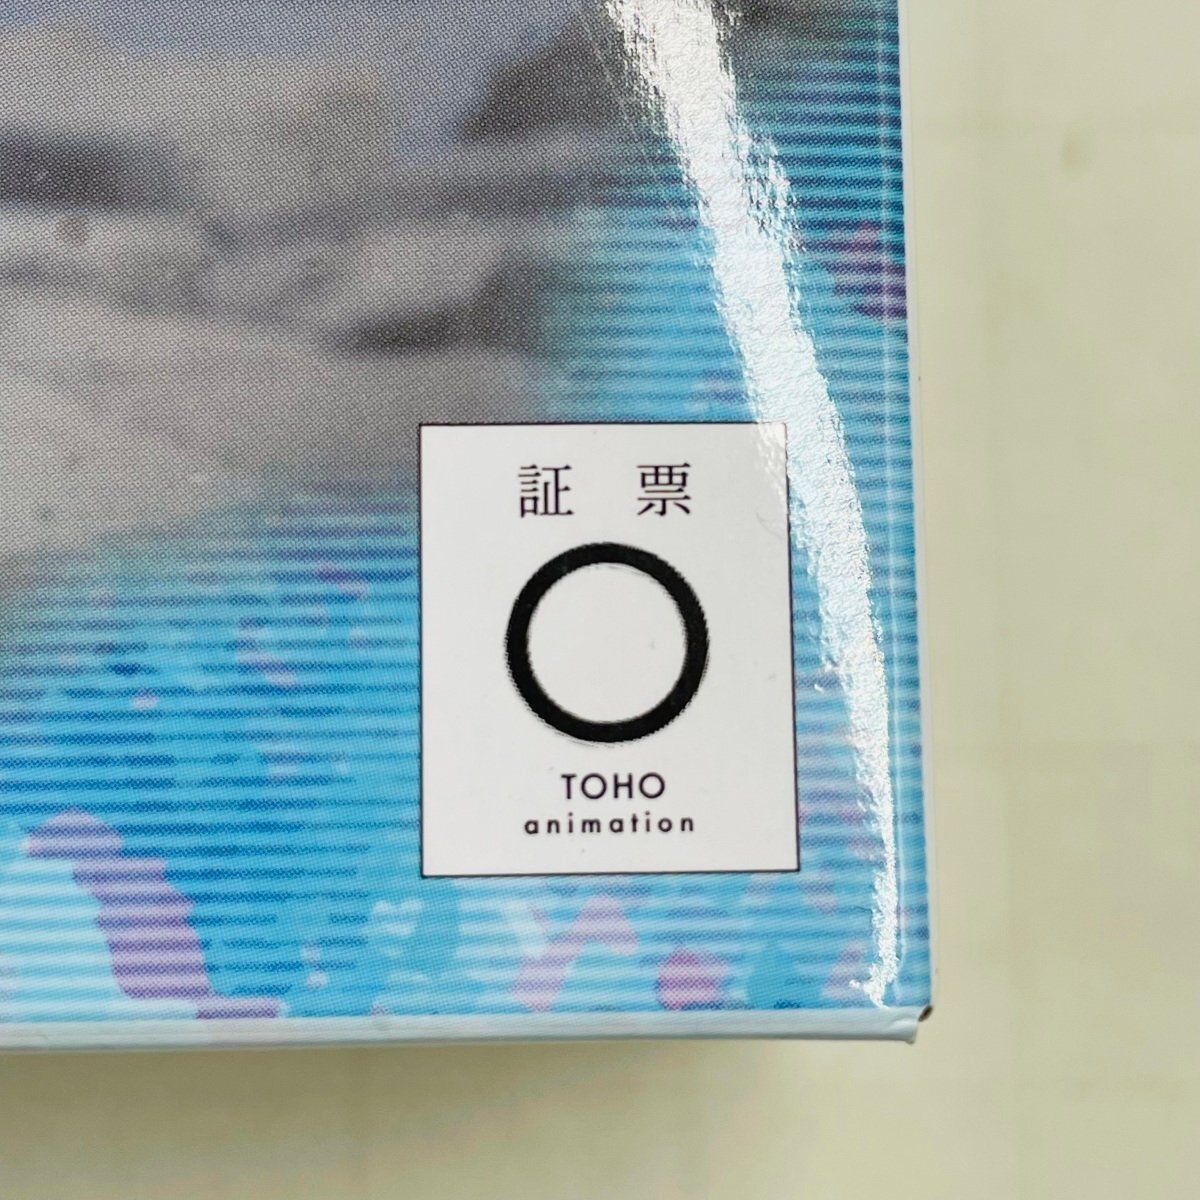 証 票
TOHO
animation